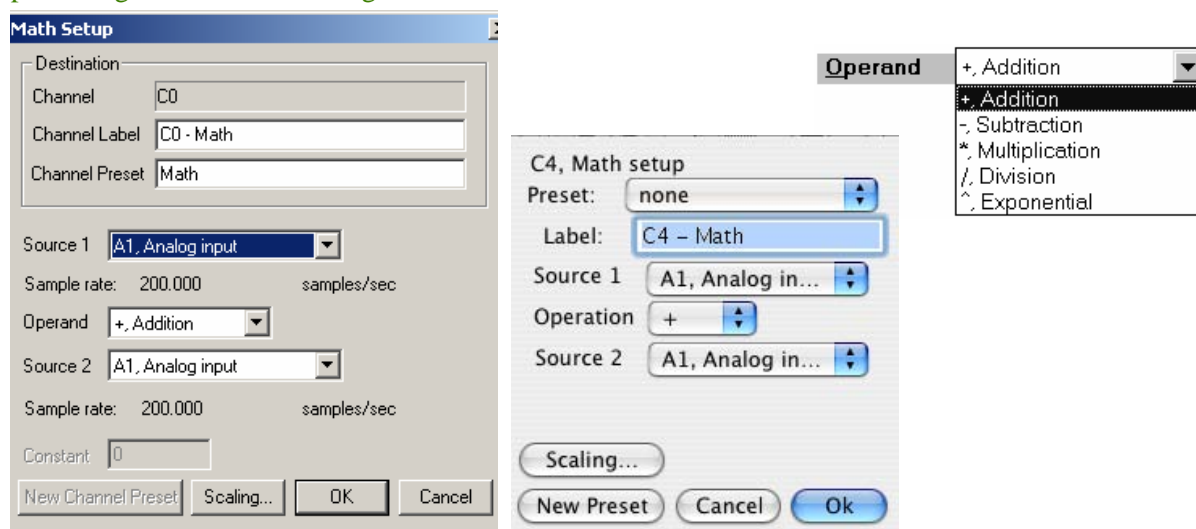 Math Setup
Destination
Channel C0
Channel Label C0 - Math
Channel Preset Math
Source 1 A1, Analog input
Sample rate: 200.000 samples/sec
Operand +, Addition
Source 2 A1, Analog input
Sample rate: 200.000 samples/sec
Constant 0
New Channel Preset Scaling... OK Cancel
C4, Math setup
Preset: none
Label: C4 – Math
Source 1 A1, Analog in...
Operation +
Source 2 A1, Analog in...
Scaling...
New Preset Cancel Ok
Operand +, Addition
+, Addition
-, Subtraction
*, Multiplication
/, Division
^, Exponential